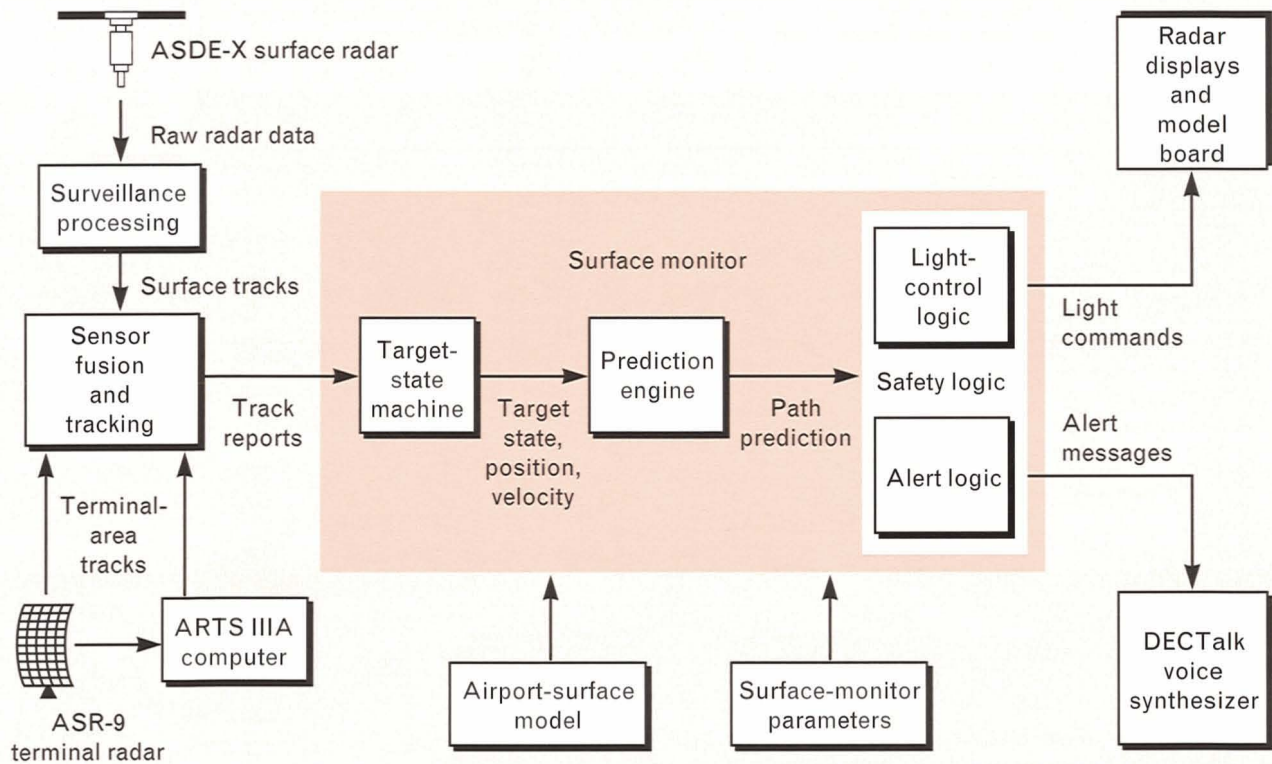 ASDE-X surface radar
Raw radar data
Surveillance
processing
Surface tracks
Sensor
fusion
and
tracking
Track
reports
Terminal-
area
tracks
ASR-9
terminal radar
ARTS IIIA
computer
Surface monitor
Target-
state
machine
Target
state,
position,
velocity
Prediction
engine
Path
prediction
Light-
control
logic
Safety logic
Alert logic
Light
commands
Radar
displays
and
model
board
Alert
messages
DECTalk
voice
synthesizer
Airport-surface
model
Surface-monitor
parameters